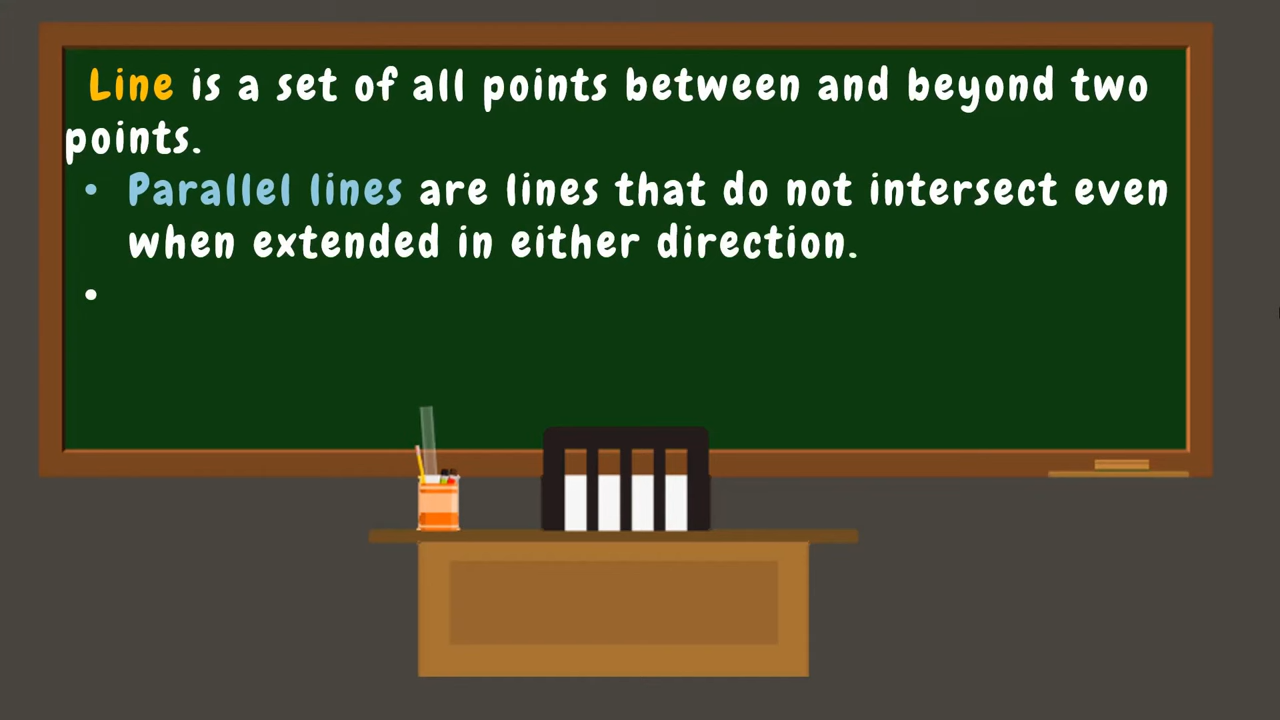 Line is a set of all points between and beyond two
points.
• Parallel lines are lines that do not intersect even
when extended in either direction.
•